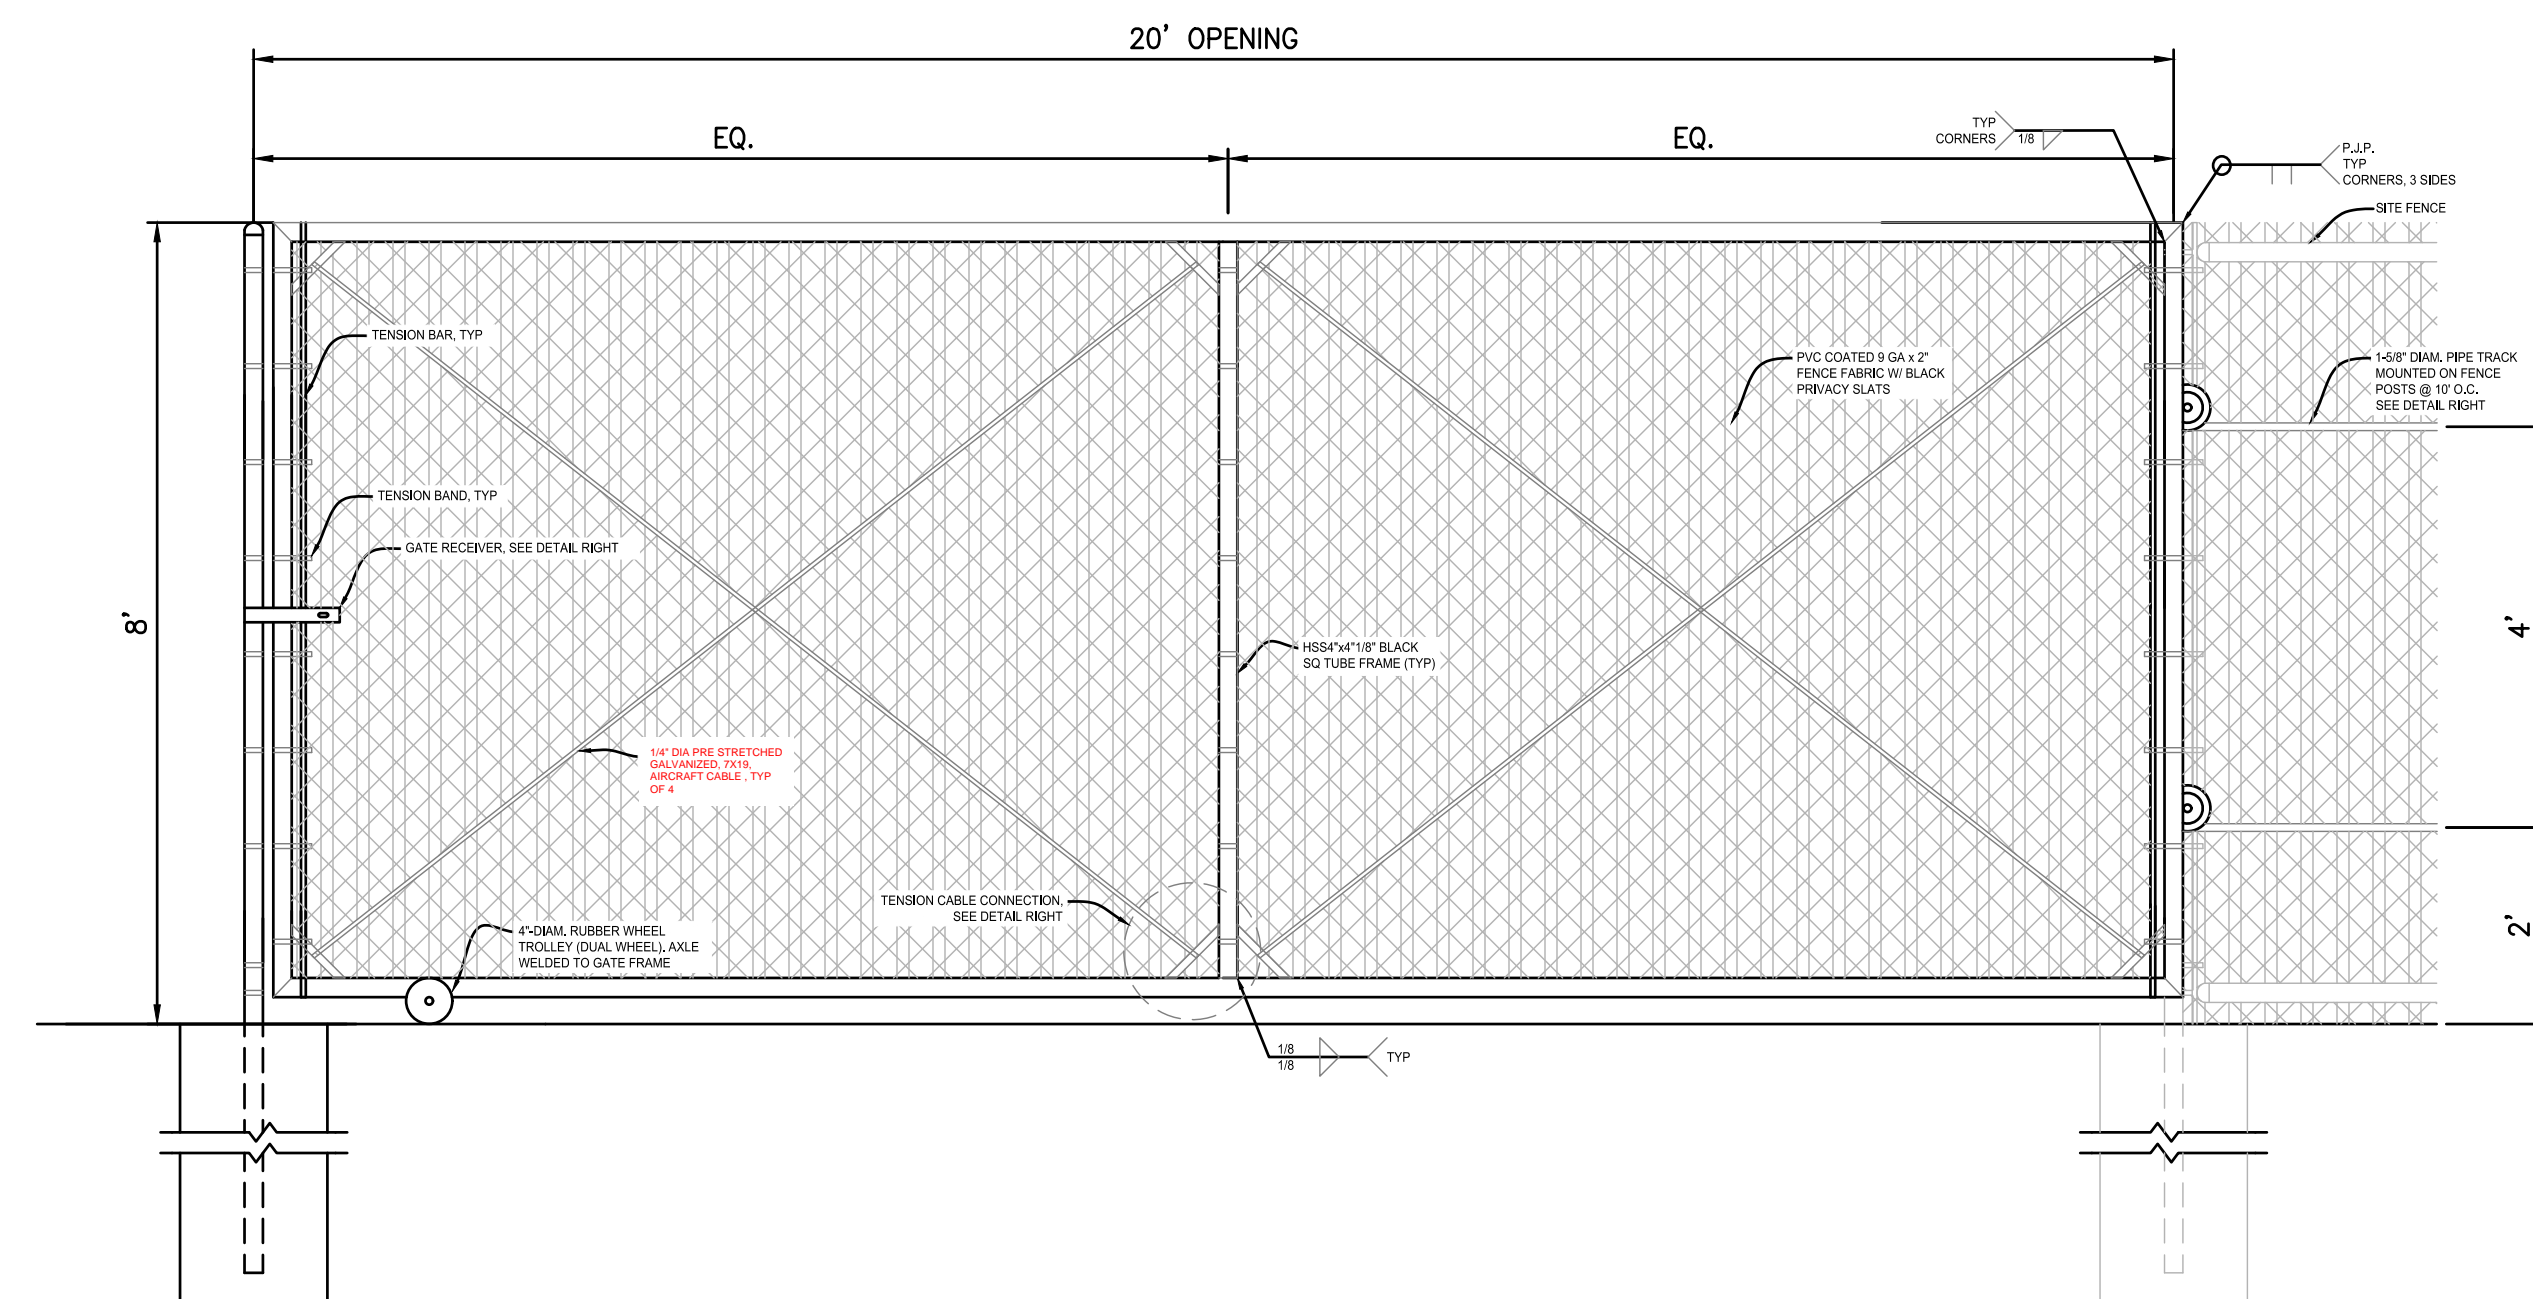 20' OPENING
EQ.
EQ.
TYP
CORNERS
1/8
P.J.P.
TYP
CORNERS, 3 SIDES
SITE FENCE
TENSION BAR, TYP
PVC COATED 9 GA x 2"
FENCE FABRIC W/ BLACK
PRIVACY SLATS
1-5/8" DIAM. PIPE TRACK
MOUNTED ON FENCE
POSTS @ 10' O.C.
SEE DETAIL RIGHT
TENSION BAND, TYP
GATE RECEIVER, SEE DETAIL RIGHT
8'
4'
HSS4"x4"1/8" BLACK
SQ TUBE FRAME (TYP)
1/4" DIA PRE STRETCHED
GALVANIZED, 7X19,
AIRCRAFT CABLE , TYP
OF 4
TENSION CABLE CONNECTION,
SEE DETAIL RIGHT
4"-DIAM. RUBBER WHEEL
TROLLEY (DUAL WHEEL). AXLE
WELDED TO GATE FRAME
2'
1/8
1/8
TYP